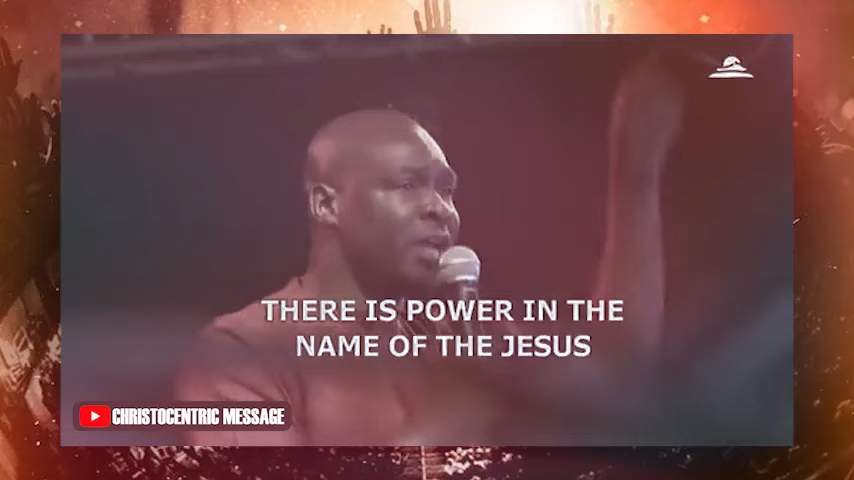 THERE IS POWER IN THE
NAME OF THE JESUS
CHRISTOCENTRIC MESSAGE